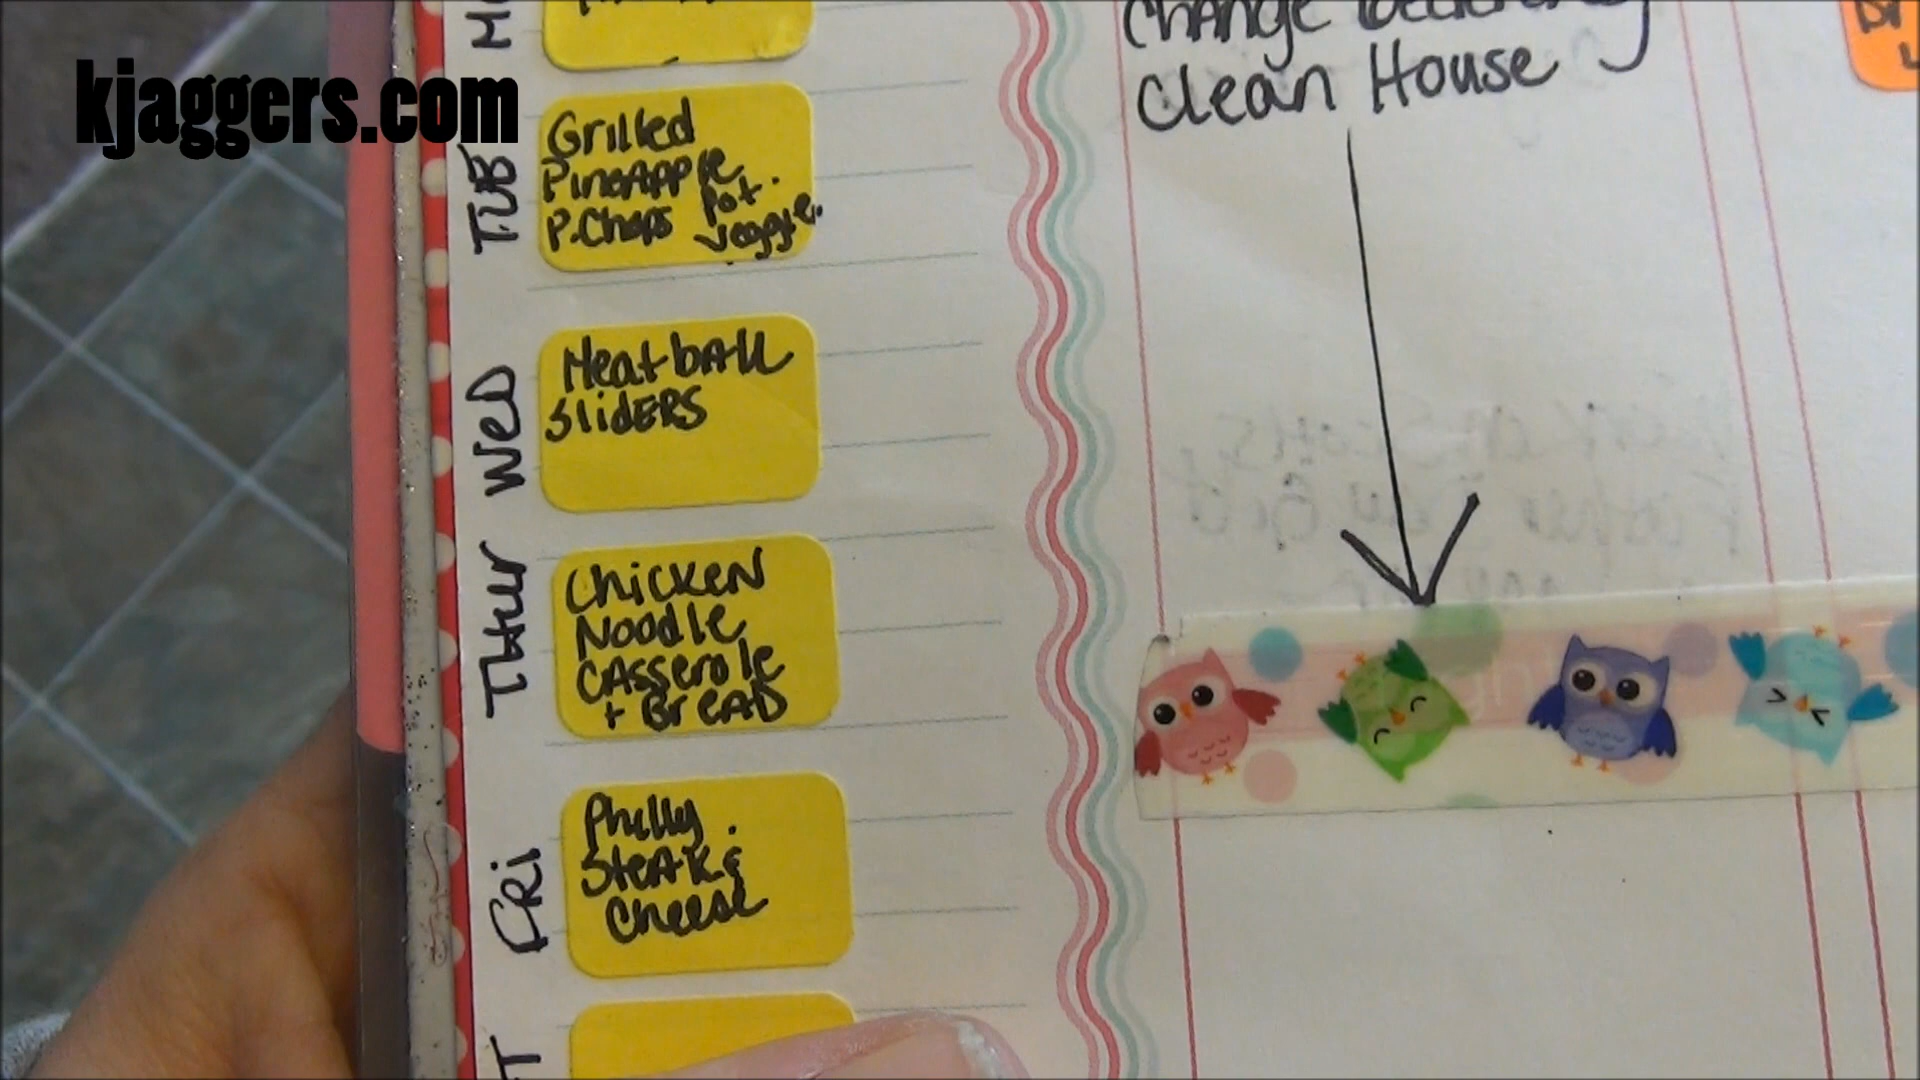 kjaggers.com
TUE
Grilled
PineApple
P.Chops Pot.
veggie.
WED
Meatball
SliDERS
THur
Chicken
Noodle
CAsserole
+ BreAD
FRi
Philly
SteAK &
Cheese
Change
Clean House